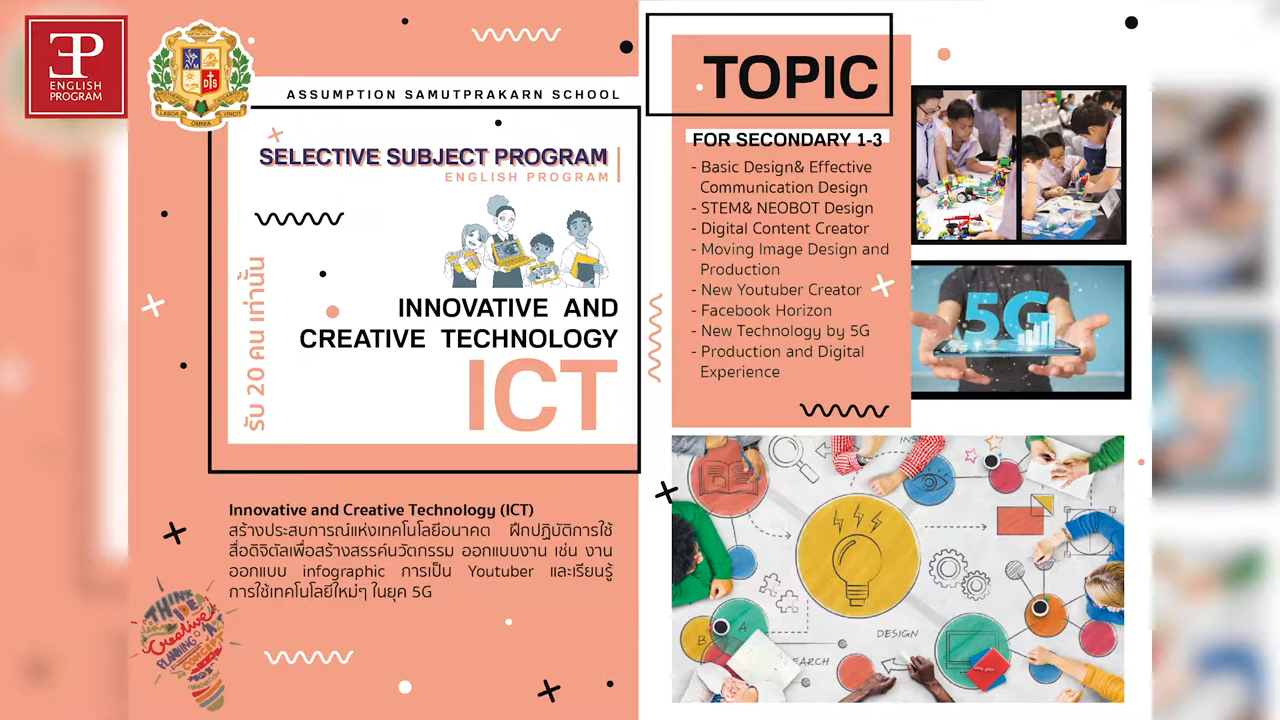 EP
ENGLISH
PROGRAM
LABOR
OMNIA
VINCIT
ASSUMPTION SAMUTPRAKARN SCHOOL
SELECTIVE SUBJECT PROGRAM
ENGLISH PROGRAM
รับ 20 คน เท่านั้น
INNOVATIVE AND
CREATIVE TECHNOLOGY
ICT
Innovative and Creative Technology (ICT)
สร้างประสบการณ์แห่งเทคโนโลยีอนาคต ฝึกปฏิบัติการใช้
สื่อดิจิตัลเพื่อสร้างสรรค์นวัตกรรม ออกแบบงาน เช่น งาน
ออกแบบ infographic การเป็น Youtuber และเรียนรู้
การใช้เทคโนโลยีใหม่ๆ ในยุค 5G
THINK
IDEA
Creative
PLANNING
CONCEPT
TOPIC
FOR SECONDARY 1-3
- Basic Design& Effective
Communication Design
- STEM& NEOBOT Design
- Digital Content Creator
- Moving Image Design and
Production
- New Youtuber Creator
- Facebook Horizon
- New Technology by 5G
- Production and Digital
Experience
5G
A
B
DESIGN